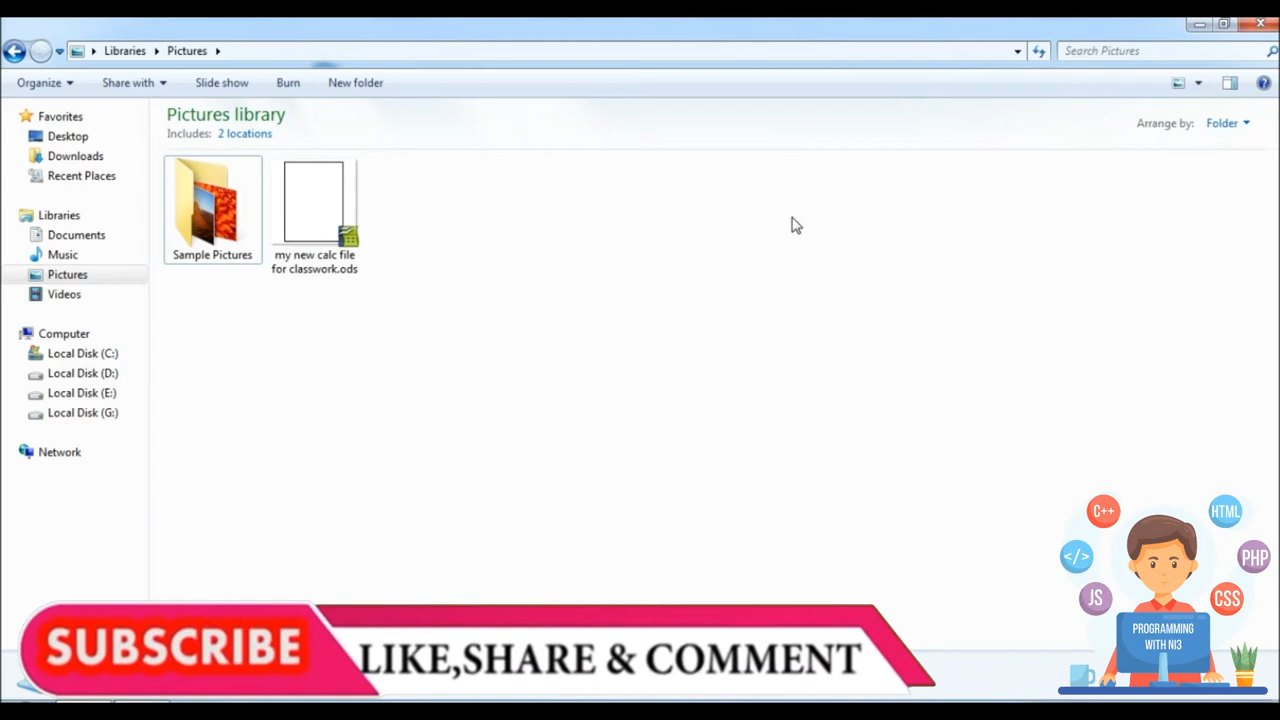 Libraries Pictures
Search Pictures
Organize Share with Slide show Burn New folder
Favorites
Desktop
Downloads
Recent Places
Libraries
Documents
Music
Pictures
Videos
Computer
Local Disk (C:)
Local Disk (D:)
Local Disk (E:)
Local Disk (G:)
Network
Pictures library
Includes: 2 locations
Arrange by: Folder
Sample Pictures
my new calc file
for classwork.ods
SUBSCRIBE
LIKE,SHARE & COMMENT
C++
HTML
</>
PHP
JS
CSS
PROGRAMMING
WITH NI3